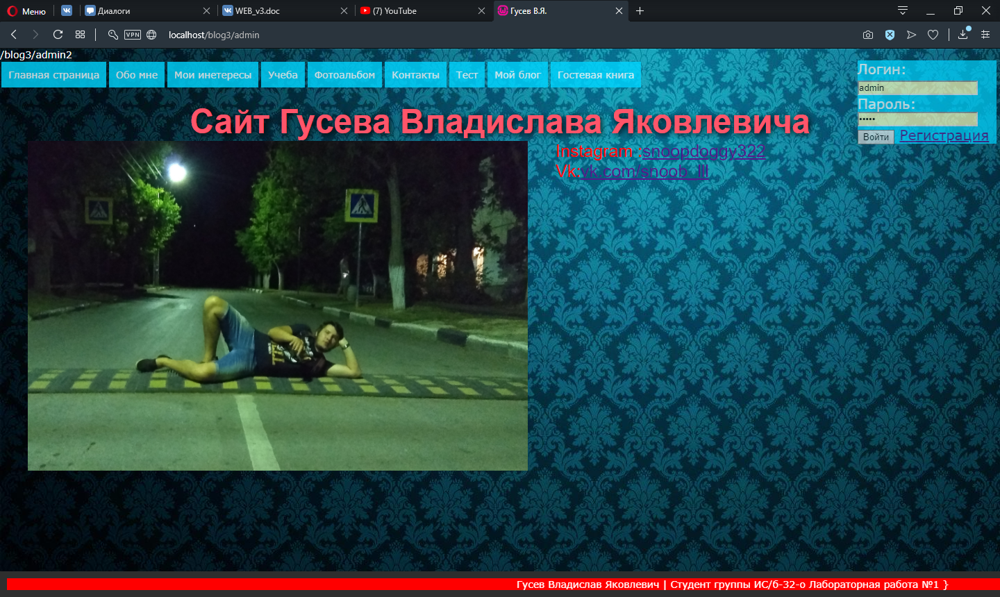 Меню
Диалоги
WEB_v3.doc
(7) YouTube
Гусев В.Я.
VPN
localhost/blog3/admin
/blog3/admin2
Главная страница
Обо мне
Мои инетересы
Учеба
Фотоальбом
Контакты
Тест
Мой блог
Гостевая книга
Логин:
admin
Пароль:
•••••
Войти Регистрация
Сайт Гусева Владислава Яковлевича
Instagram :snoopdoggy322
Vk:vk.com/snoob_lll
Гусев Владислав Яковлевич | Студент группы ИС/б-32-о Лабораторная работа №1 }